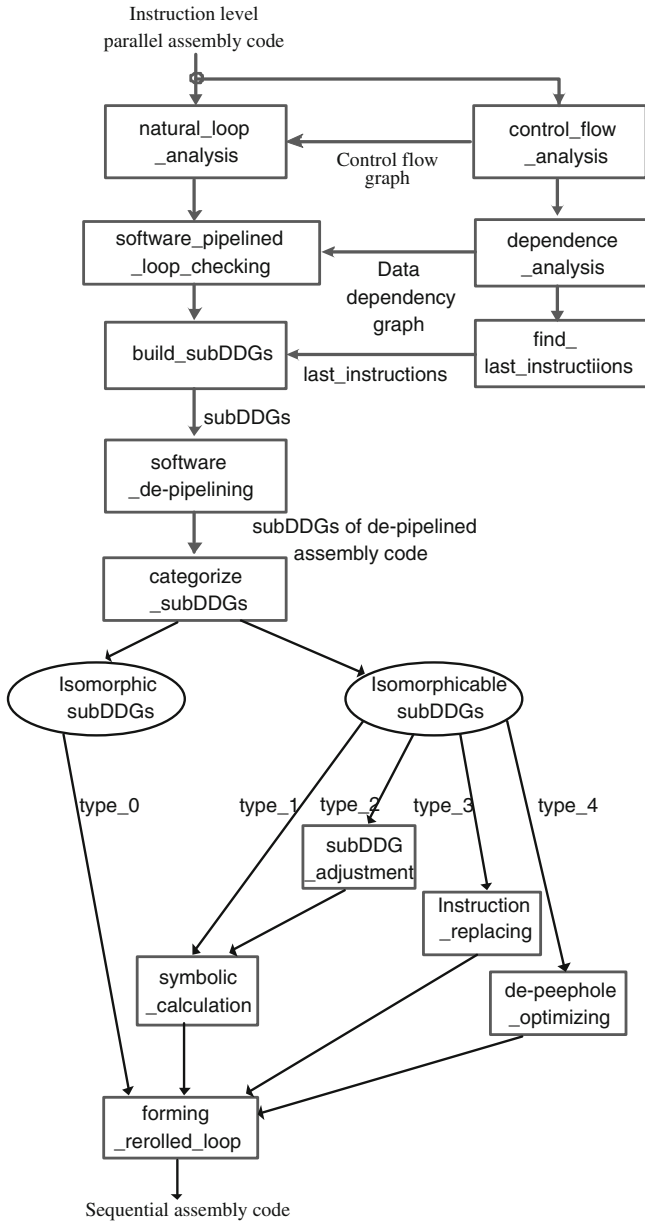 Instruction level
parallel assembly code
natural_loop
_analysis
control_flow
_analysis
Control flow
graph
software_pipelined
_loop_checking
dependence
_analysis
Data
dependency
graph
build_subDDGs
find_
last_instructiions
last_instructions
subDDGs
software
_de-pipelining
subDDGs of de-pipelined
assembly code
categorize
_subDDGs
Isomorphic
subDDGs
Isomorphicable
subDDGs
type_0
type_1
type_2
type_3
type_4
subDDG
_adjustment
Instruction
_replacing
symbolic
_calculation
de-peephole
_optimizing
forming
_rerolled_loop
Sequential assembly code